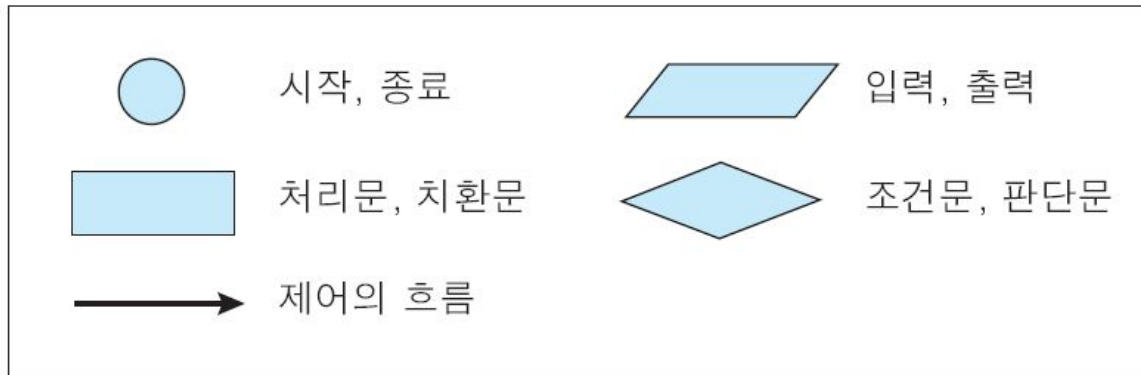 시작, 종료
입력, 출력
처리문, 치환문
조건문, 판단문
제어의 흐름